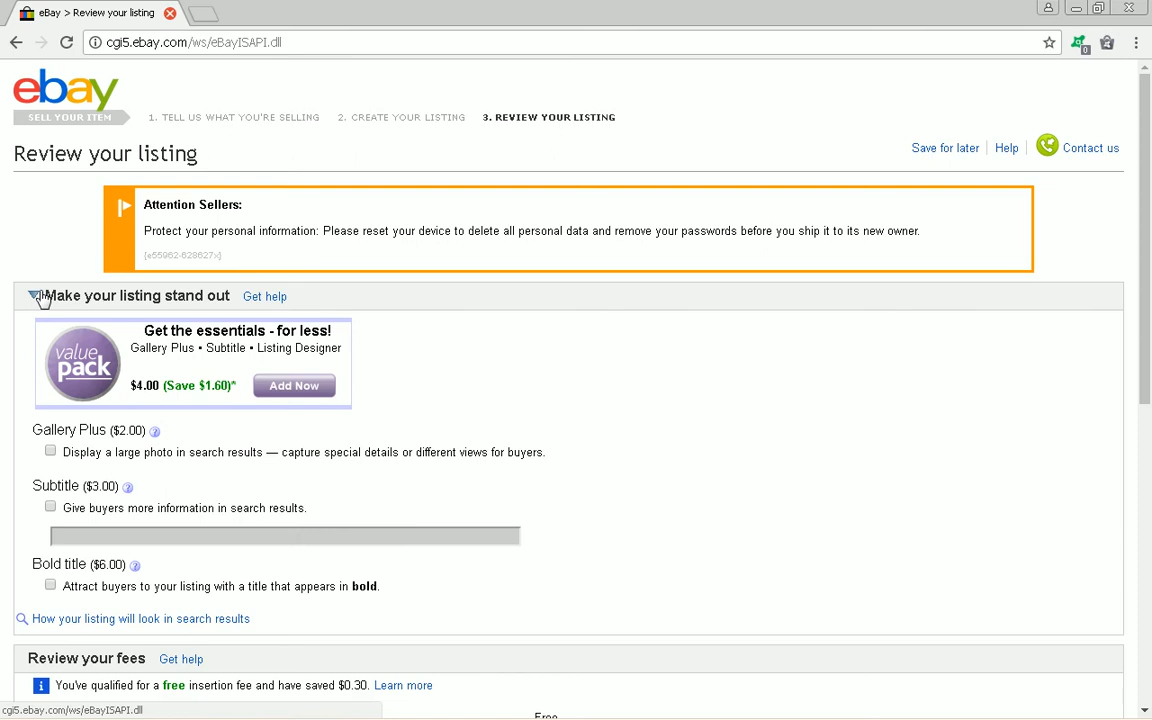 eBay > Review your listing
cgi5.ebay.com/ws/eBayISAPI.dll
0
ebay
SELL YOUR ITEM
1. TELL US WHAT YOU'RE SELLING 2. CREATE YOUR LISTING 3. REVIEW YOUR LISTING
Review your listing
Save for later Help Contact us
Attention Sellers:
Protect your personal information: Please reset your device to delete all personal data and remove your passwords before you ship it to its new owner.
{e55962-628627x}
Make your listing stand out Get help
value pack
Get the essentials - for less!
Gallery Plus • Subtitle • Listing Designer
$4.00 (Save $1.60)* Add Now
Gallery Plus ($2.00) ?
Display a large photo in search results — capture special details or different views for buyers.
Subtitle ($3.00) ?
Give buyers more information in search results.
Bold title ($6.00) ?
Attract buyers to your listing with a title that appears in bold.
How your listing will look in search results
Review your fees Get help
i You've qualified for a free insertion fee and have saved $0.30. Learn more
cgi5.ebay.com/ws/eBayISAPI.dll
Free